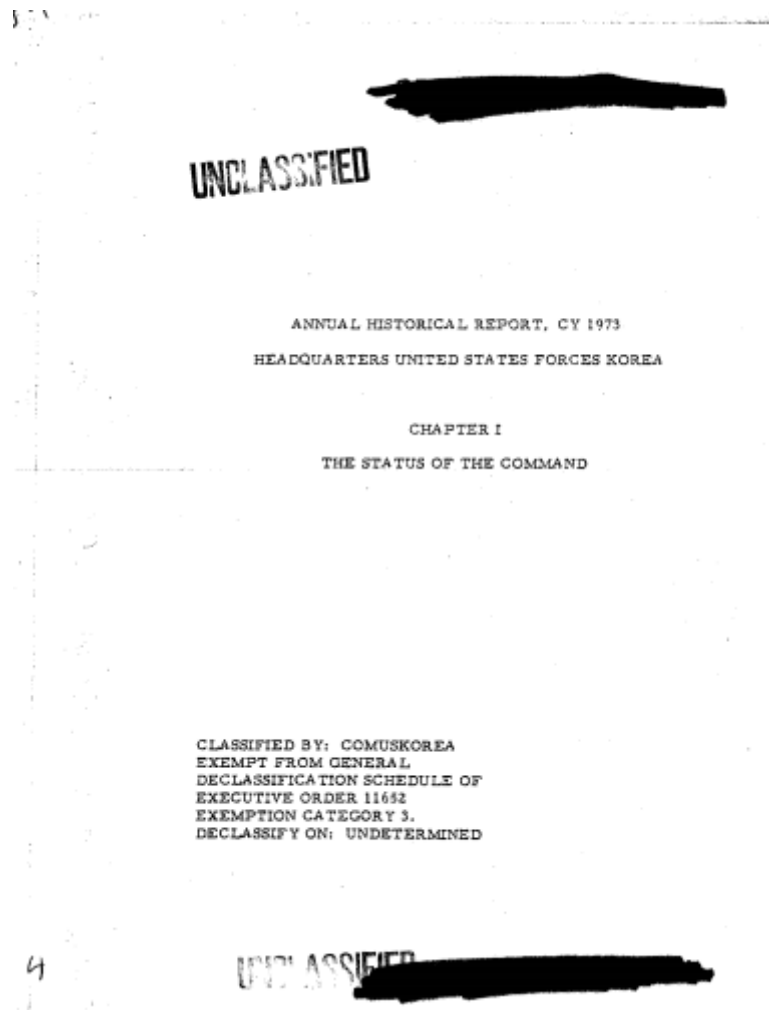 UNCLASSIFIED
ANNUAL HISTORICAL REPORT, CY 1973
HEADQUARTERS UNITED STATES FORCES KOREA
CHAPTER I
THE STATUS OF THE COMMAND
CLASSIFIED BY: COMUSKOREA
EXEMPT FROM GENERAL
DECLASSIFICATION SCHEDULE OF
EXECUTIVE ORDER 11652
EXEMPTION CATEGORY 3.
DECLASSIFY ON: UNDETERMINED
4
UNCLASSIFIED